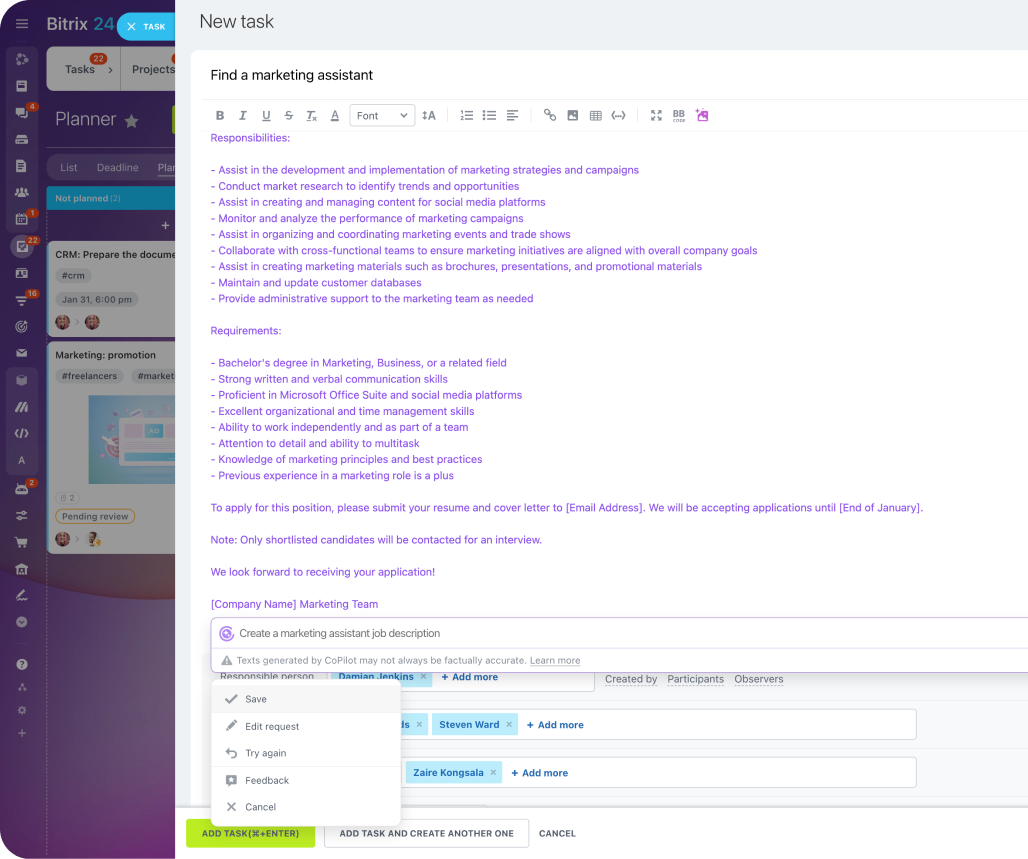 Bitrix 24
TASK
New task
Tasks
22
Projects
Find a marketing assistant
Planner
B I U S Tx A Font A BB CODE
List Deadline
Not planned (2)
+
CRM: Prepare the docume
#crm
Jan 31, 6:00 pm
Marketing: promotion
#freelancers #market
AD
2
Pending review
4
1
22
16
A
2
Responsibilities:
- Assist in the development and implementation of marketing strategies and campaigns
- Conduct market research to identify trends and opportunities
- Assist in creating and managing content for social media platforms
- Monitor and analyze the performance of marketing campaigns
- Assist in organizing and coordinating marketing events and trade shows
- Collaborate with cross-functional teams to ensure marketing initiatives are aligned with overall company goals
- Assist in creating marketing materials such as brochures, presentations, and promotional materials
- Maintain and update customer databases
- Provide administrative support to the marketing team as needed
Requirements:
- Bachelor's degree in Marketing, Business, or a related field
- Strong written and verbal communication skills
- Proficient in Microsoft Office Suite and social media platforms
- Excellent organizational and time management skills
- Ability to work independently and as part of a team
- Attention to detail and ability to multitask
- Knowledge of marketing principles and best practices
- Previous experience in a marketing role is a plus
To apply for this position, please submit your resume and cover letter to [Email Address]. We will be accepting applications until [End of January].
Note: Only shortlisted candidates will be contacted for an interview.
We look forward to receiving your application!
[Company Name] Marketing Team
Create a marketing assistant job description
Texts generated by CoPilot may not always be factually accurate. Learn more
Responsible person Damian Jenkins × + Add more Created by Participants Observers
Save
Edit request
Try again
Feedback
Cancel
ds × Steven Ward × + Add more
Zaire Kongsala × + Add more
ADD TASK(⌘+ENTER) ADD TASK AND CREATE ANOTHER ONE CANCEL